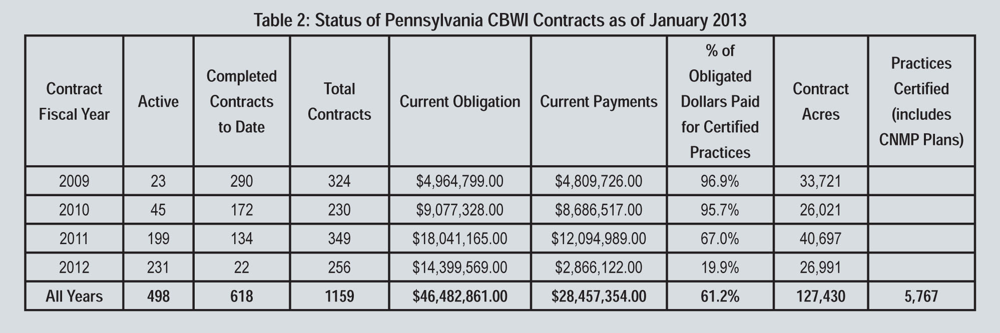 Table 2: Status of Pennsylvania CBWI Contracts as of January 2013
Contract Fiscal Year | Active | Completed Contracts to Date | Total Contracts | Current Obligation | Current Payments | % of Obligated Dollars Paid for Certified Practices | Contract Acres | Practices Certified (includes CNMP Plans)
2009 | 23 | 290 | 324 | $4,964,799.00 | $4,809,726.00 | 96.9% | 33,721 |
2010 | 45 | 172 | 230 | $9,077,328.00 | $8,686,517.00 | 95.7% | 26,021 |
2011 | 199 | 134 | 349 | $18,041,165.00 | $12,094,989.00 | 67.0% | 40,697 |
2012 | 231 | 22 | 256 | $14,399,569.00 | $2,866,122.00 | 19.9% | 26,991 |
All Years | 498 | 618 | 1159 | $46,482,861.00 | $28,457,354.00 | 61.2% | 127,430 | 5,767